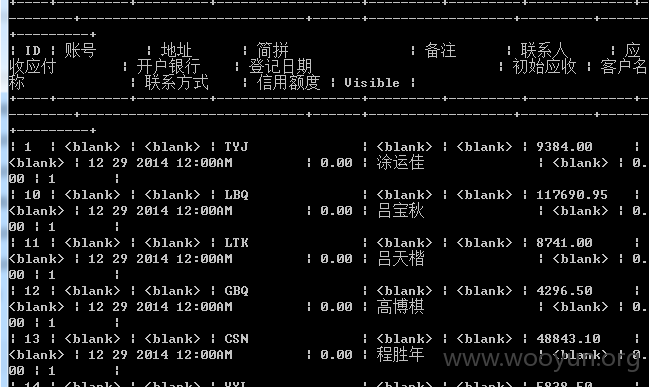 | ID | 账号 | 地址 | 简拼 | 备注 | 联系人 | 应
收应付 | 开户银行 | 登记日期 | 初始应收 | 客户名
称 | 联系方式 | 信用额度 | Visible |
| 1 | <blank> | <blank> | TYJ | <blank> | <blank> | 9384.00 |
<blank> | 12 29 2014 12:00AM | 0.00 | 涂运佳 | <blank> | 0.
00 | 1 |
| 10 | <blank> | <blank> | LBQ | <blank> | <blank> | 117690.95 |
<blank> | 12 29 2014 12:00AM | 0.00 | 吕宝秋 | <blank> | 0.
00 | 1 |
| 11 | <blank> | <blank> | LTK | <blank> | <blank> | 8741.00 |
<blank> | 12 29 2014 12:00AM | 0.00 | 吕天楷 | <blank> | 0.
00 | 1 |
| 12 | <blank> | <blank> | GBQ | <blank> | <blank> | 4296.50 |
<blank> | 12 29 2014 12:00AM | 0.00 | 高博棋 | <blank> | 0.
00 | 1 |
| 13 | <blank> | <blank> | CSN | <blank> | <blank> | 48843.10 |
<blank> | 12 29 2014 12:00AM | 0.00 | 程胜年 | <blank> | 0.
00 | 1 |
www.wooyun.org